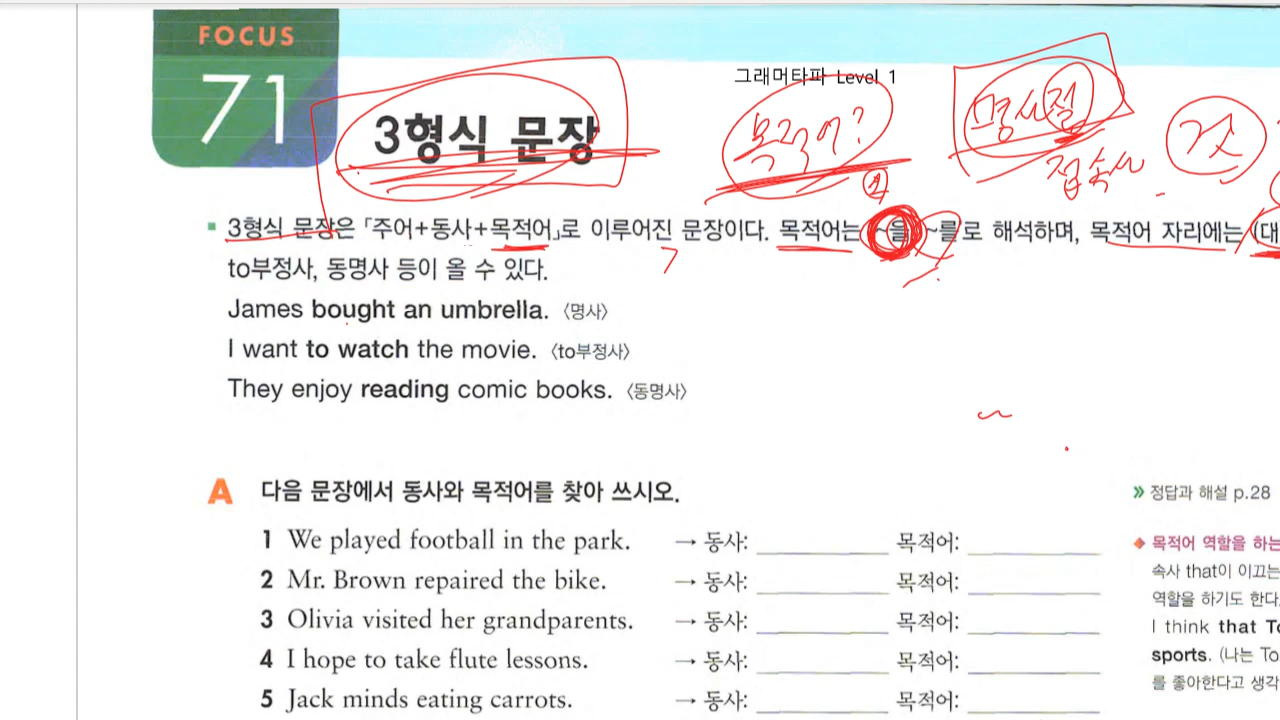 FOCUS
71
그래머타파 Level 1
3형식 문장
목적어?
명사절
접속사
것
3형식 문장은 「주어+동사+목적어」로 이루어진 문장이다. 목적어는 '~을, ~를'로 해석하며, 목적어 자리에는 (대
to부정사, 동명사 등이 올 수 있다.
James bought an umbrella. 〈명사〉
I want to watch the movie. 〈to부정사〉
They enjoy reading comic books. 〈동명사〉
A 다음 문장에서 동사와 목적어를 찾아 쓰시오.
» 정답과 해설 p.28
1 We played football in the park. → 동사: ________ 목적어: ________
2 Mr. Brown repaired the bike. → 동사: ________ 목적어: ________
3 Olivia visited her grandparents. → 동사: ________ 목적어: ________
4 I hope to take flute lessons. → 동사: ________ 목적어: ________
5 Jack minds eating carrots. → 동사: ________ 목적어: ________
◆ 목적어 역할을 하는
속사 that이 이끄는
역할을 하기도 한다.
I think that To
sports. (나는 To
를 좋아한다고 생각